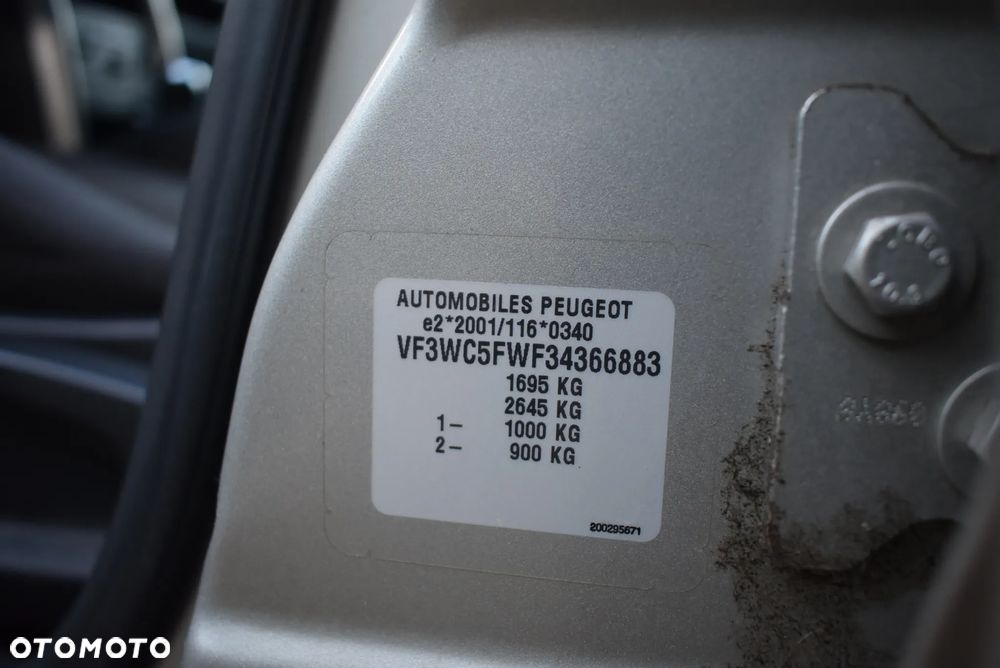 AUTOMOBILES PEUGEOT
e2*2001/116*0340
VF3WC5FWF34366883
1695 KG
2645 KG
1– 1000 KG
2– 900 KG
200295671
OTOMOTO